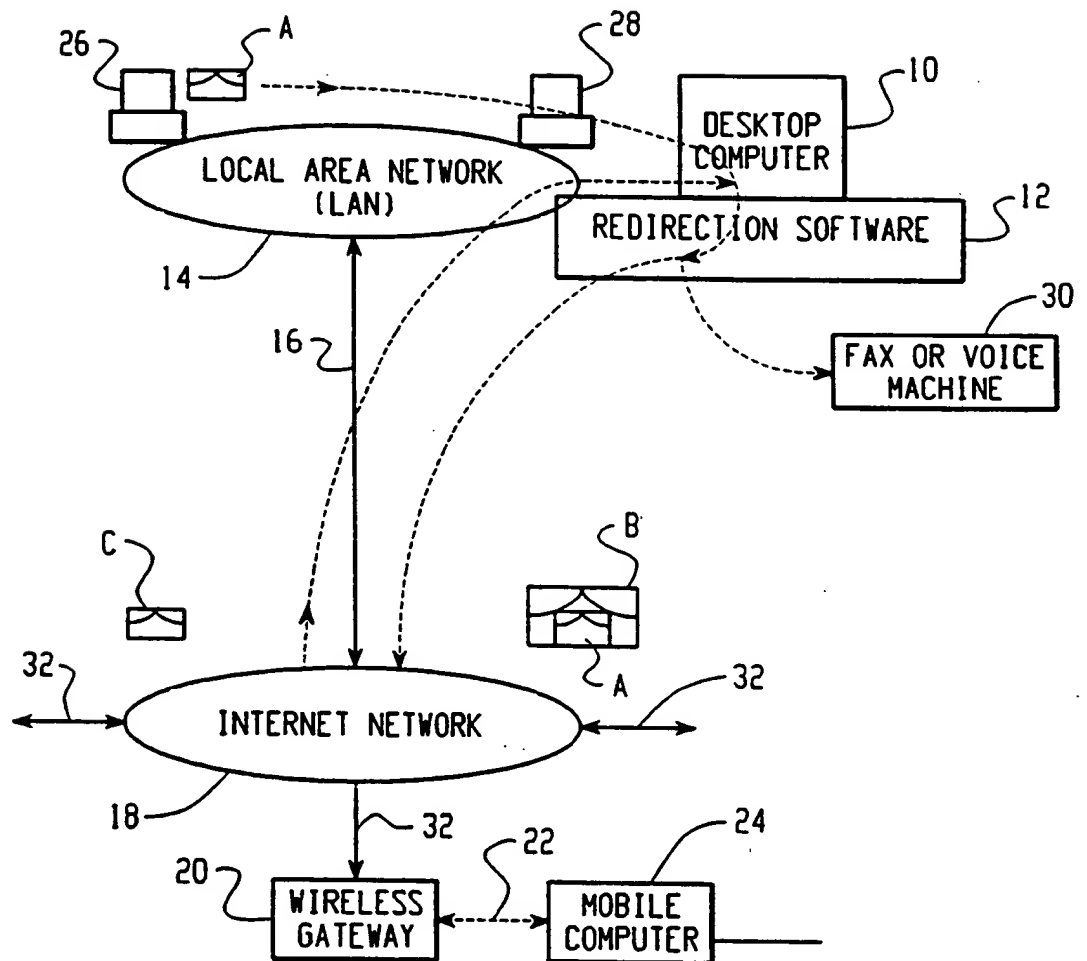 26
A
28
10
DESKTOP
COMPUTER
LOCAL AREA NETWORK
(LAN)
REDIRECTION SOFTWARE
12
14
16
30
FAX OR VOICE
MACHINE
C
B
A
32
32
INTERNET NETWORK
18
32
24
20
22
WIRELESS
GATEWAY
MOBILE
COMPUTER